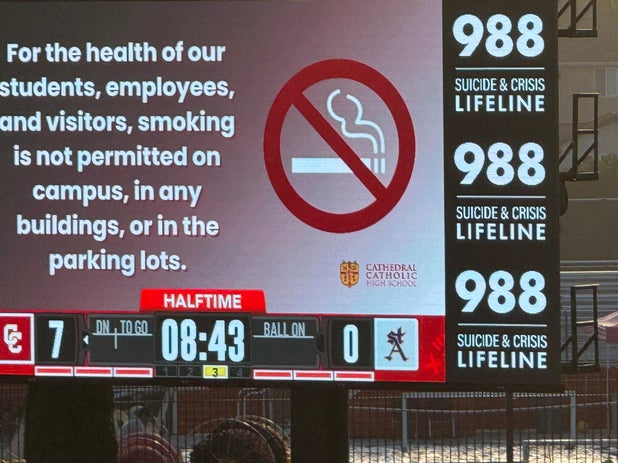 For the health of our
students, employees,
and visitors, smoking
is not permitted on
campus, in any
buildings, or in the
parking lots.
CATHEDRAL
CATHOLIC
HIGH SCHOOL
HALFTIME
CC 7 DN TO GO 08:43 BALL ON 0 St A
1 2 3 4
988
SUICIDE & CRISIS
LIFELINE
988
SUICIDE & CRISIS
LIFELINE
988
SUICIDE & CRISIS
LIFELINE